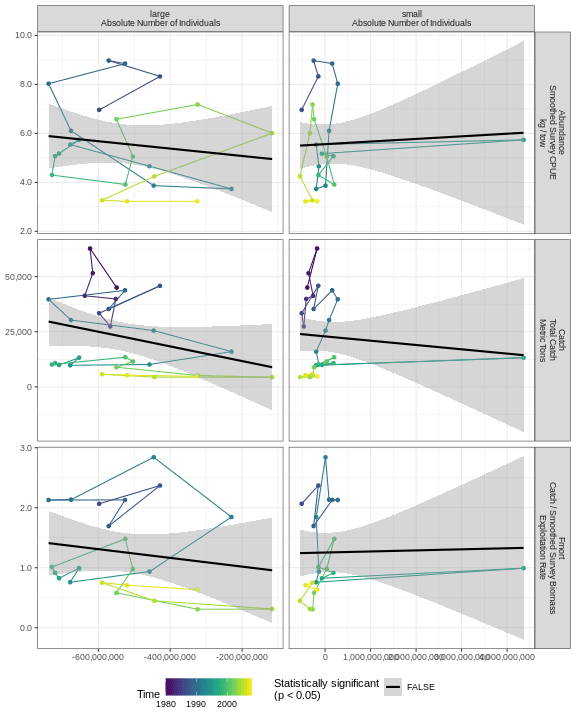 large
Absolute Number of Individuals
small
Absolute Number of Individuals
10.0
8.0
6.0
4.0
2.0
Abundance
Smoothed Survey CPUE
kg / tow
50,000
25,000
0
Catch
Total Catch
Metric Tons
3.0
2.0
1.0
0.0
Fmort
Catch / Smoothed Survey Biomass
Exploitation Rate
-600,000,000
-400,000,000
-200,000,000
0
1,000,000,000
2,000,000,000
3,000,000,000
4,000,000,000
Time
1980
1990
2000
Statistically significant
(p < 0.05)
FALSE